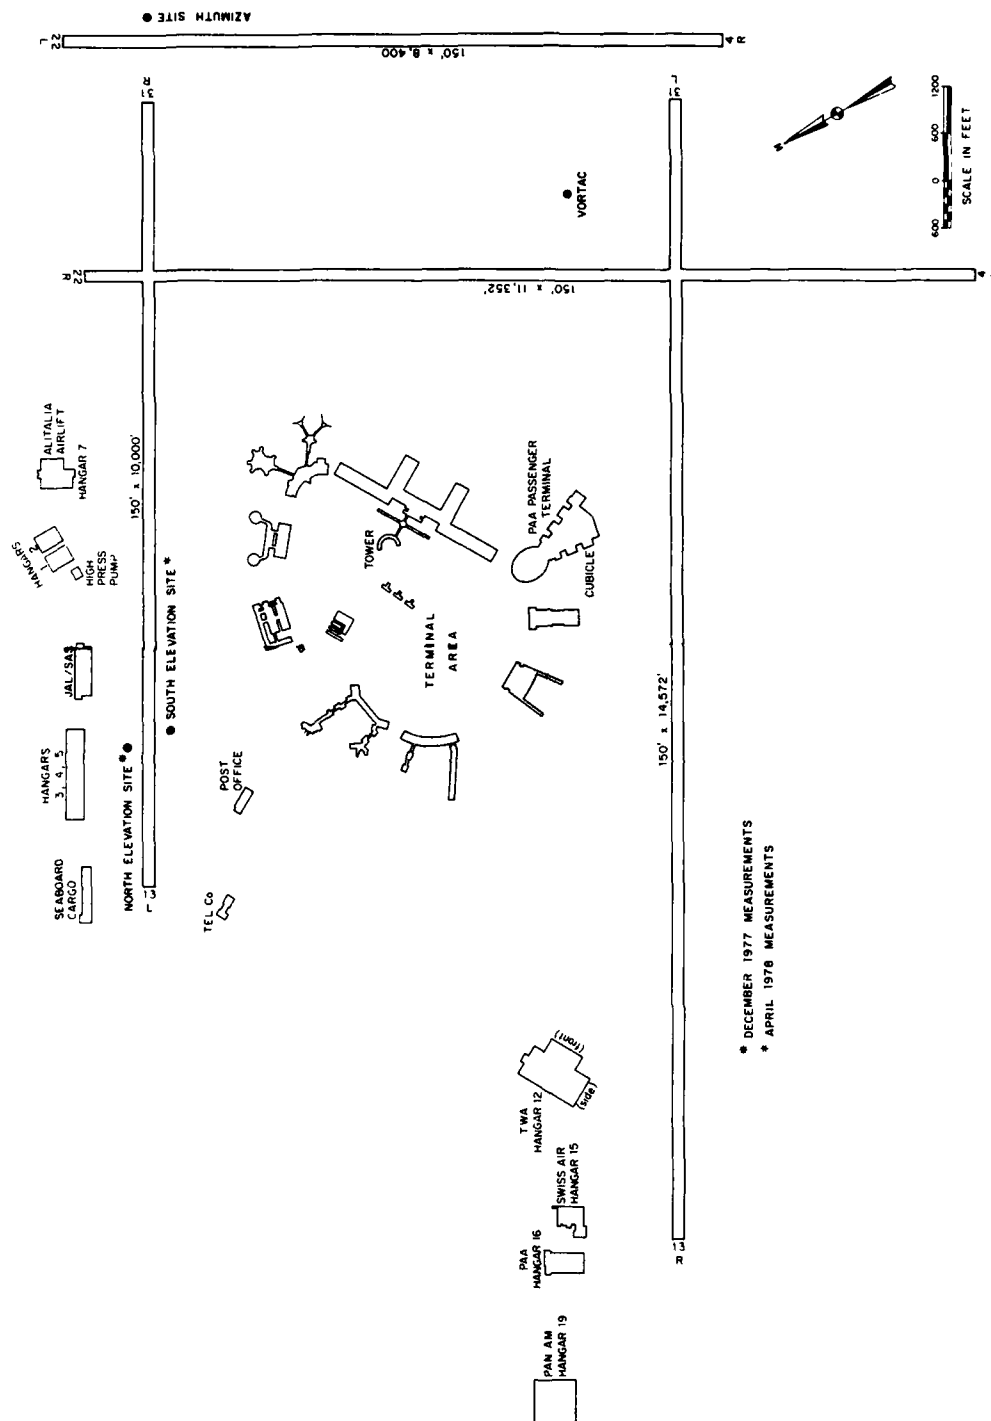 AZIMUTH SITE
22
L
150' x 8,400
4
R
31
R
31
L
N
1200
600
0
600
SCALE IN FEET
VORTAC
22
R
150' x 11,352'
4
ALITALIA
AIRLIFT
HANGAR 7
150' x 10,000'
HANGARS
1 2
HIGH
PRESS
PUMP
SOUTH ELEVATION SITE *
JAL/SAS
HANGARS
3, 4, 5
NORTH ELEVATION SITE *
SEABOARD
CARGO
13
L
TOWER
TERMINAL
AREA
PAA PASSENGER
TERMINAL
CUBICLE
POST
OFFICE
TEL Co
150' x 14,572'
* DECEMBER 1977 MEASUREMENTS
* APRIL 1978 MEASUREMENTS
TWA
HANGAR 12
(front)
(side)
SWISS AIR
HANGAR 15
PAA
HANGAR 16
13
R
PAN AM
HANGAR 19